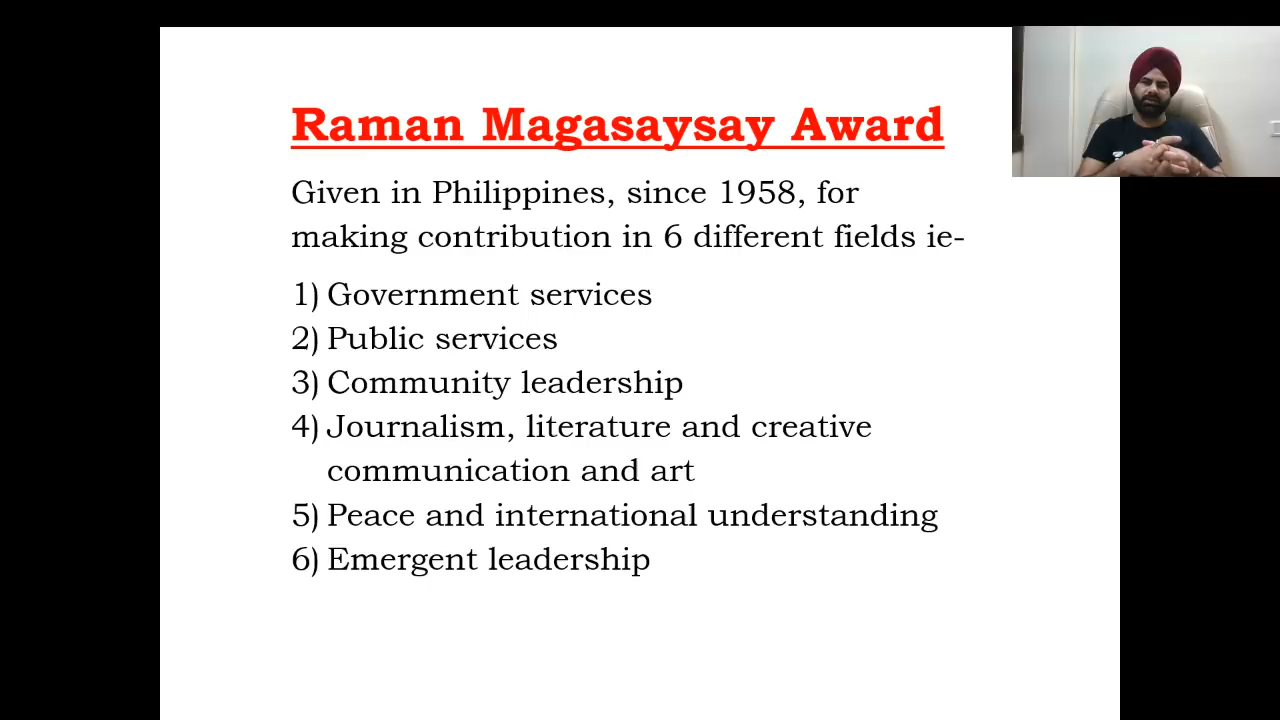 Raman Magasaysay Award
Given in Philippines, since 1958, for
making contribution in 6 different fields ie-
1) Government services
2) Public services
3) Community leadership
4) Journalism, literature and creative
communication and art
5) Peace and international understanding
6) Emergent leadership